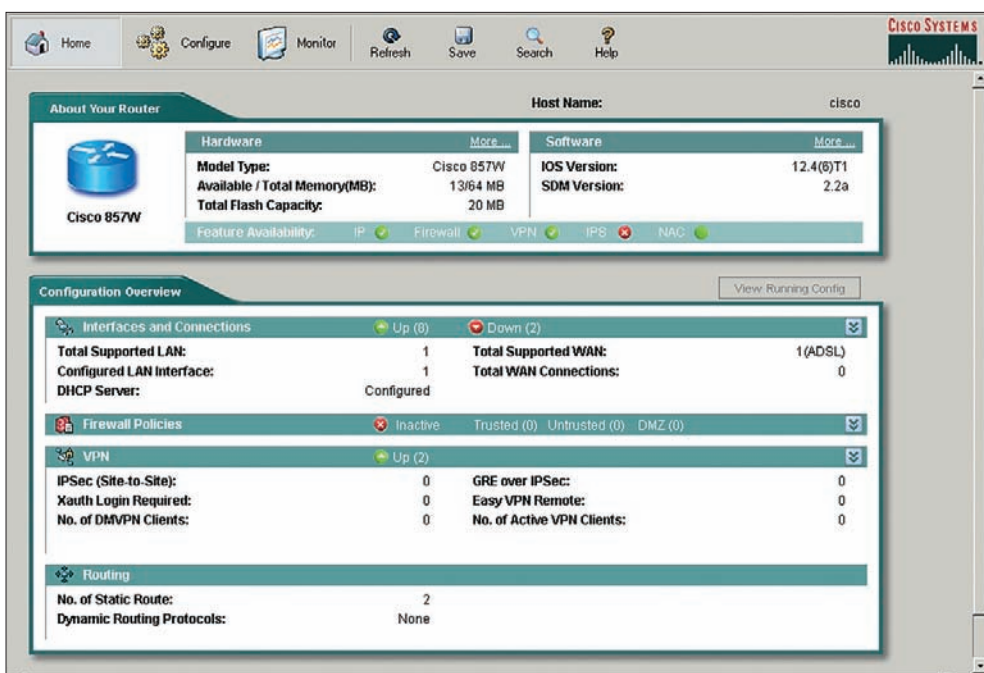 Home Configure Monitor Refresh Save Search Help
CISCO SYSTEMS
About Your Router
Host Name: cisco
Cisco 857W
Hardware More ...
Model Type: Cisco 857W
Available / Total Memory(MB): 13/64 MB
Total Flash Capacity: 20 MB
Software More ...
IOS Version: 12.4(6)T1
SDM Version: 2.2a
Feature Availability: IP Firewall VPN IPS NAC
Configuration Overview
View Running Config
Interfaces and Connections Up (8) Down (2)
Total Supported LAN: 1 Total Supported WAN: 1(ADSL)
Configured LAN Interface: 1 Total WAN Connections: 0
DHCP Server: Configured
Firewall Policies Inactive Trusted (0) Untrusted (0) DMZ (0)
VPN Up (2)
IPSec (Site-to-Site): 0 GRE over IPSec: 0
Xauth Login Required: 0 Easy VPN Remote: 0
No. of DMVPN Clients: 0 No. of Active VPN Clients: 0
Routing
No. of Static Route: 2
Dynamic Routing Protocols: None